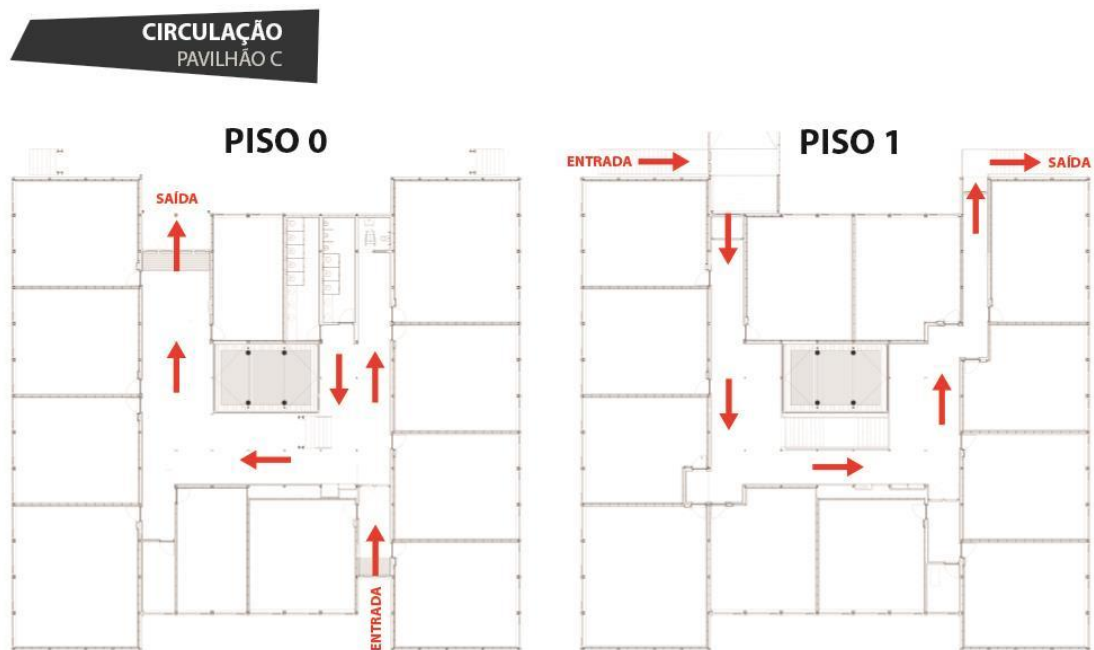 CIRCULAÇÃO
PAVILHÃO C
PISO 0
SAÍDA
ENTRADA
PISO 1
ENTRADA
SAÍDA